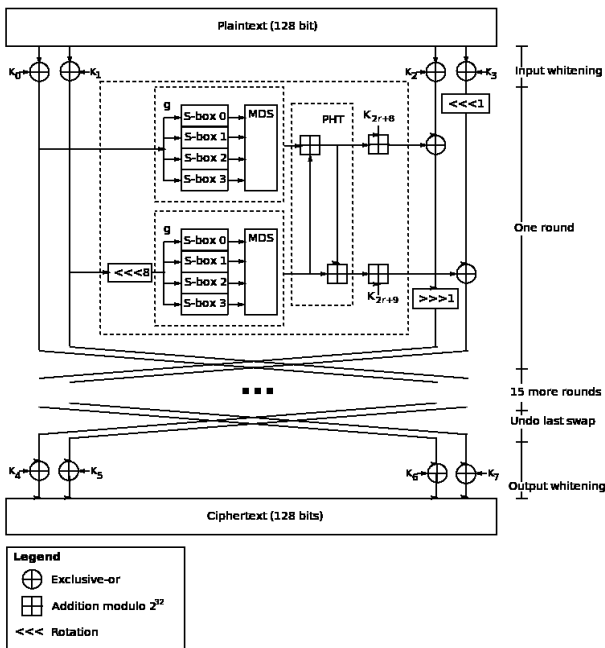 Plaintext (128 bit)
K0 K1 K2 K3 Input whitening
<<<1
g
S-box 0 MDS PHT K2r+8
S-box 1
S-box 2
S-box 3
One round
g
S-box 0 MDS
S-box 1
<<<8 S-box 2
S-box 3 K2r+9 >>>1
15 more rounds
Undo last swap
K4 K5 K6 K7 Output whitening
Ciphertext (128 bits)
Legend
Exclusive-or
Addition modulo 2^32
<<< Rotation